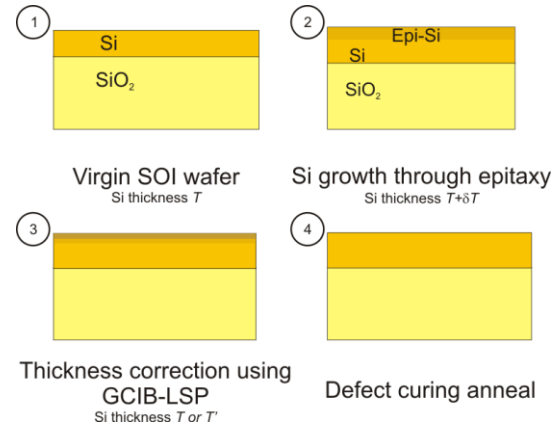 1
Si
SiO₂
Virgin SOI wafer
Si thickness T
2
Epi-Si
Si
SiO₂
Si growth through epitaxy
Si thickness T+δT
3
Thickness correction using
GCIB-LSP
Si thickness T or T'
4
Defect curing anneal